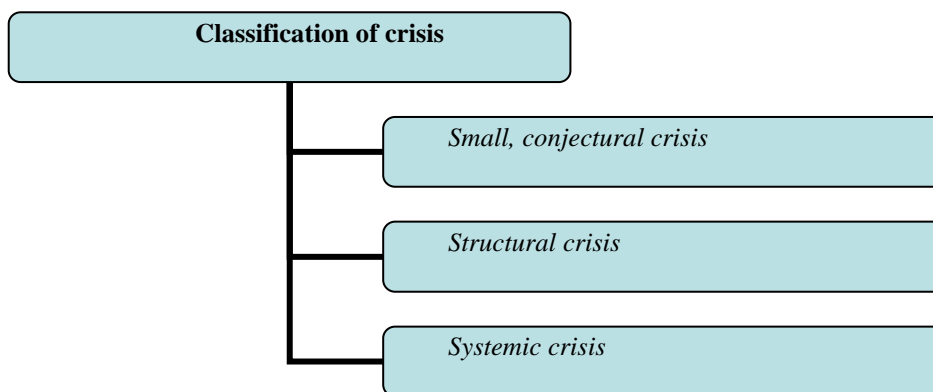 Classification of crisis
Small, conjectural crisis
Structural crisis
Systemic crisis